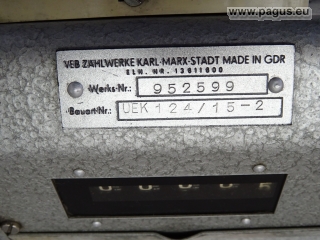 www.pagus.eu
VEB ZÄHLWERKE KARL-MARX-STADT MADE IN GDR
ELN. NR. 13811600
Werks-Nr.: 952599
Bauart-Nr.: UEK 124/15-2